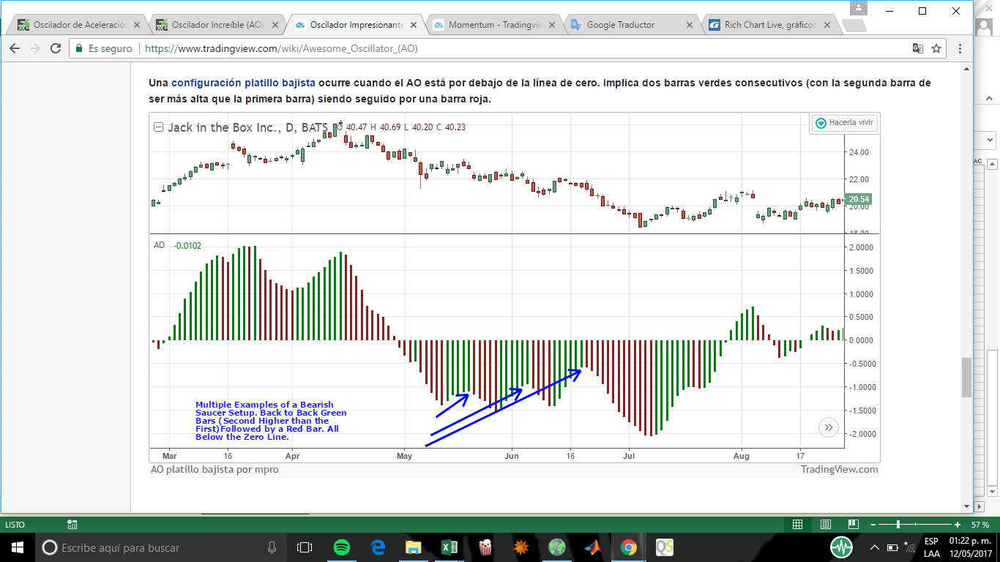 Oscilador de Aceleració
Oscilador Increíble (AO)
Oscilador Impresionante
Momentum - Tradingvie
Google Traductor
Rich Chart Live, gráficos
Es seguro
https://www.tradingview.com/wiki/Awesome_Oscillator_(AO)
Una configuración platillo bajista ocurre cuando el AO está por debajo de la línea de cero. Implica dos barras verdes consecutivos (con la segunda barra de
ser más alta que la primera barra) siendo seguido por una barra roja.
Jack in the Box Inc., D, BATS O 40.47 H 40.69 L 40.20 C 40.23
Hacerla vivir
AC
24.00
22.00
20.54
20.00
18.00
AO -0.0102
2.0000
1.5000
1.0000
0.5000
0.0000
-0.5000
-1.0000
-1.5000
-2.0000
Multiple Examples of a Bearish
Saucer Setup. Back to Back Green
Bars (Second Higher than the
First)Followed by a Red Bar. All
Below the Zero Line.
Mar 16 Apr May Jun 16 Jul Aug 17
AO platillo bajista por mpro
TradingView.com
LISTO
57 %
Escribe aquí para buscar
QS
ESP
LAA
01:22 p. m.
12/05/2017